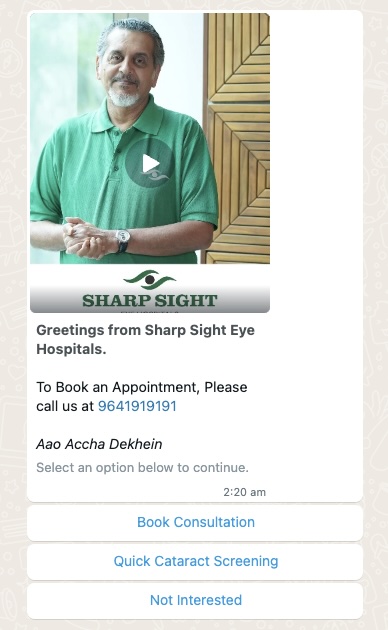 SHARP SIGHT
Greetings from Sharp Sight Eye
Hospitals.
To Book an Appointment, Please
call us at 9641919191
Aao Accha Dekhein
Select an option below to continue.
2:20 am
Book Consultation
Quick Cataract Screening
Not Interested